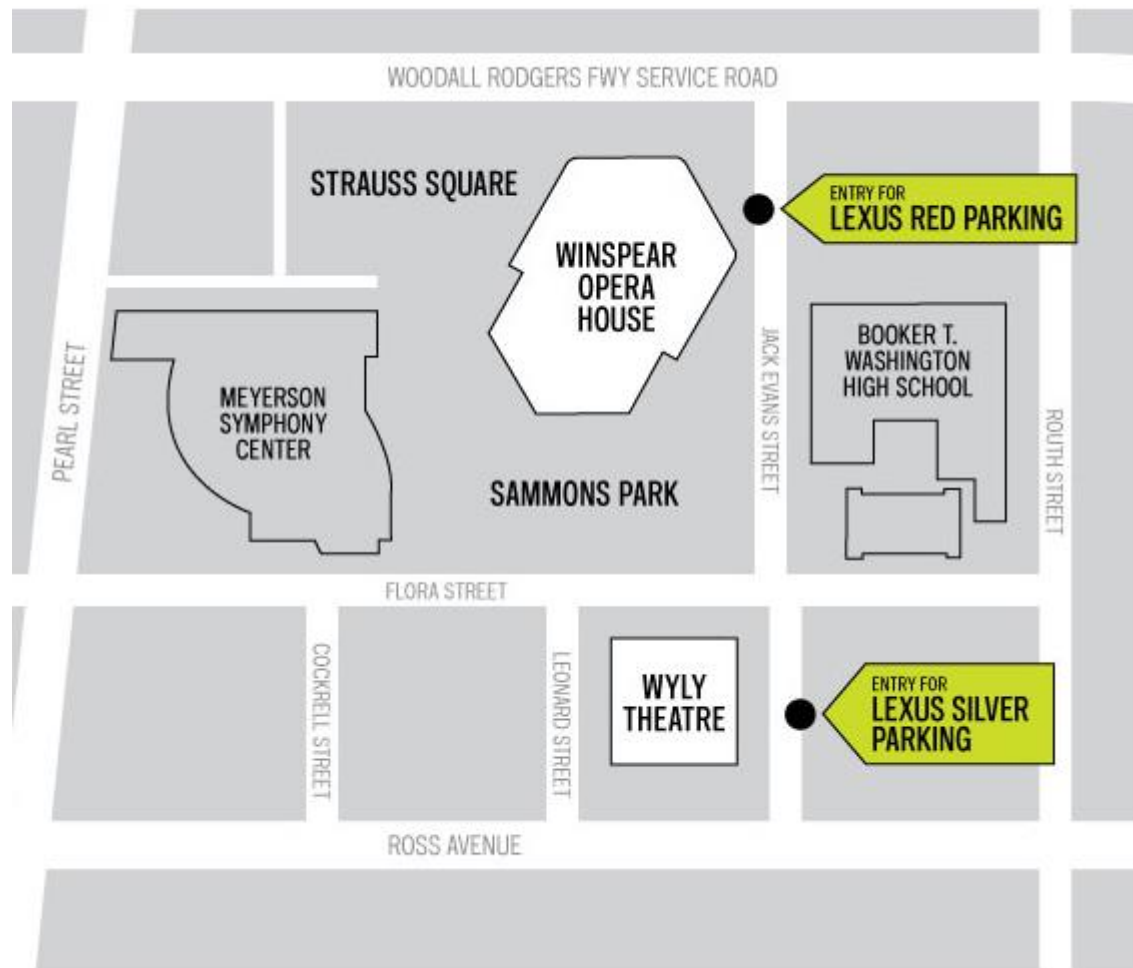 WOODALL RODGERS FWY SERVICE ROAD
STRAUSS SQUARE
ENTRY FOR
LEXUS RED PARKING
WINSPEAR
OPERA
HOUSE
PEARL STREET
MEYERSON
SYMPHONY
CENTER
JACK EVANS STREET
BOOKER T.
WASHINGTON
HIGH SCHOOL
ROUTH STREET
SAMMONS PARK
FLORA STREET
COCKRELL STREET
LEONARD STREET
WYLY
THEATRE
ENTRY FOR
LEXUS SILVER
PARKING
ROSS AVENUE